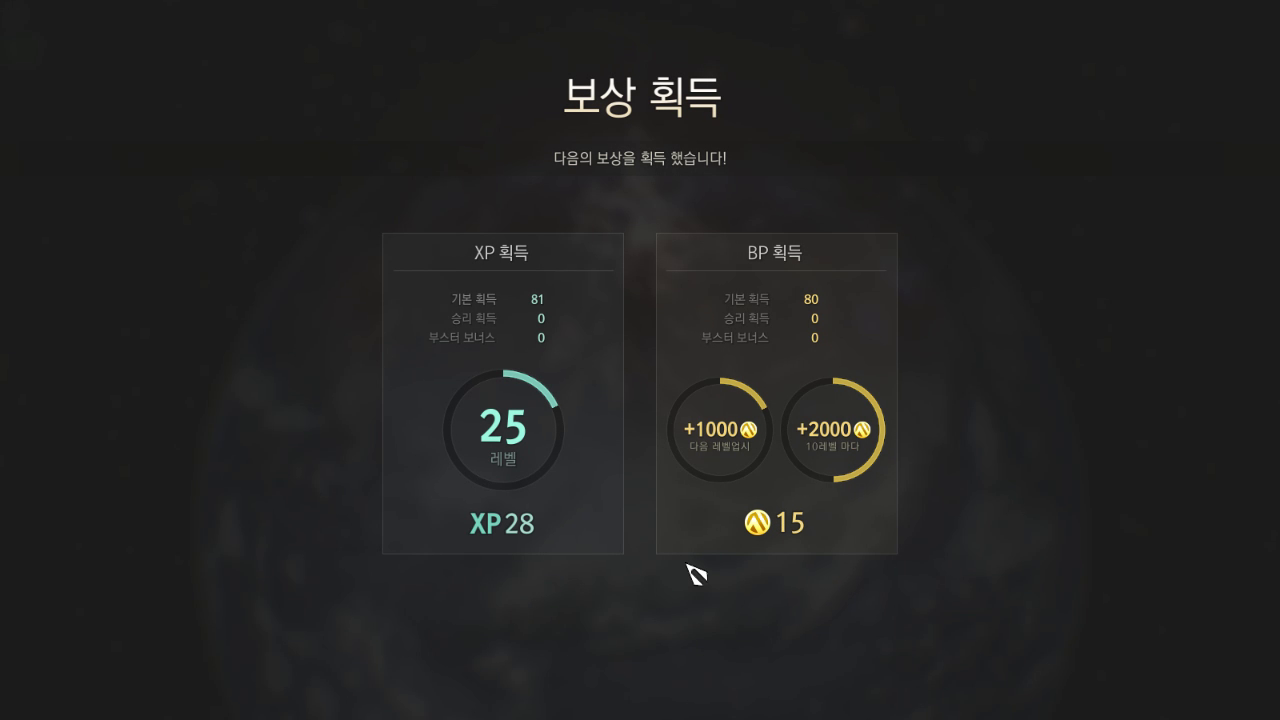 보상 획득
다음의 보상을 획득 했습니다!
XP 획득
기본 획득 81
승리 획득 0
부스터 보너스 0
25
레벨
XP 28
BP 획득
기본 획득 80
승리 획득 0
부스터 보너스 0
+1000
다음 레벨업시
+2000
10레벨 마다
15